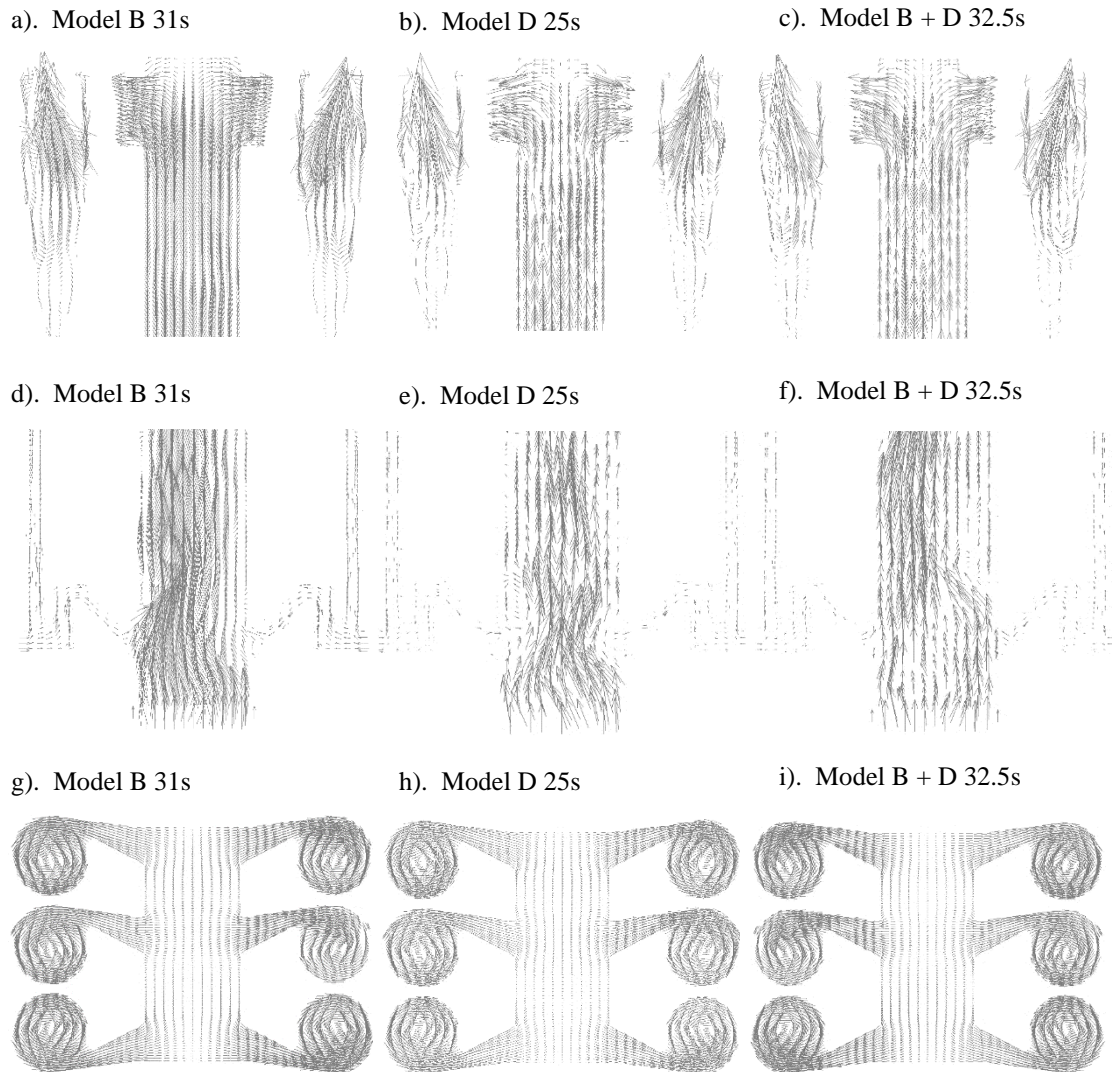 a). Model B 31s
b). Model D 25s
c). Model B + D 32.5s
d). Model B 31s
e). Model D 25s
f). Model B + D 32.5s
g). Model B 31s
h). Model D 25s
i). Model B + D 32.5s